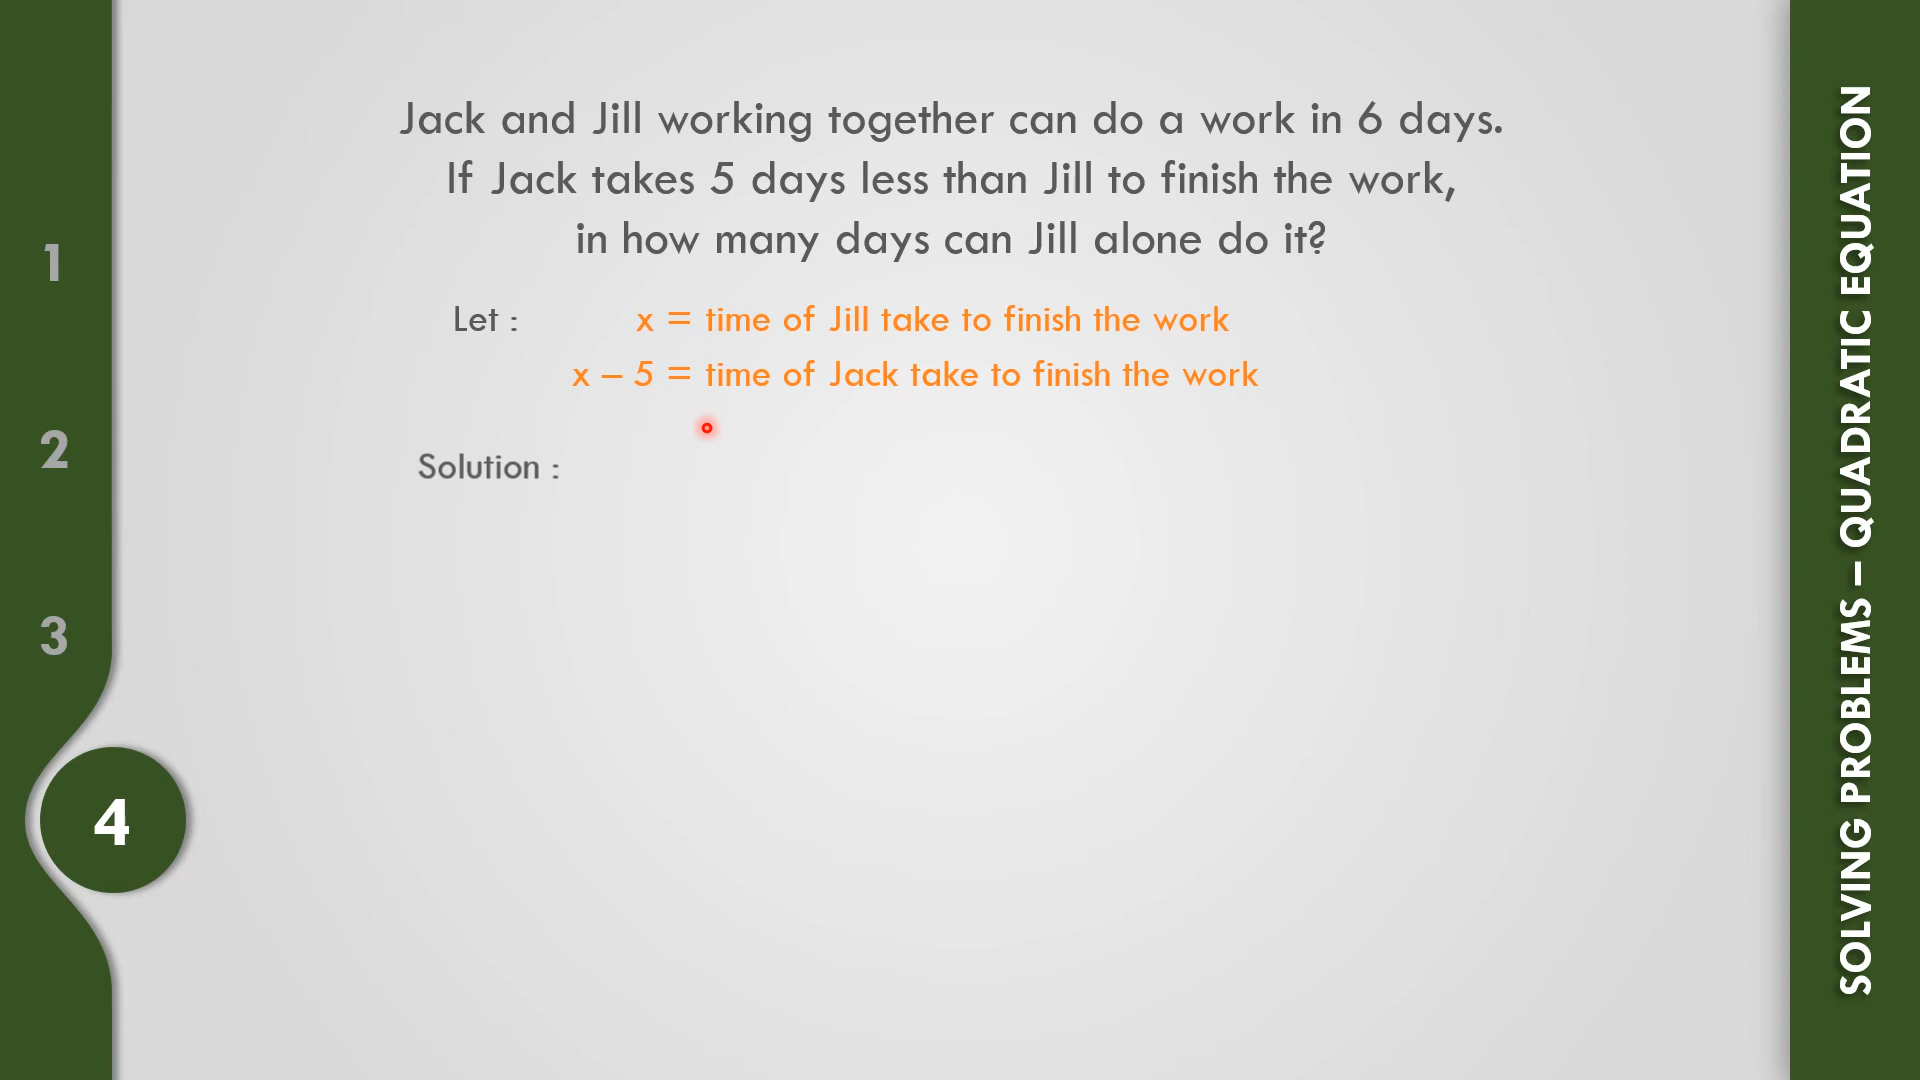 Jack and Jill working together can do a work in 6 days.
If Jack takes 5 days less than Jill to finish the work,
in how many days can Jill alone do it?
Let : x = time of Jill take to finish the work
x – 5 = time of Jack take to finish the work
Solution :
1
2
3
4
SOLVING PROBLEMS – QUADRATIC EQUATION